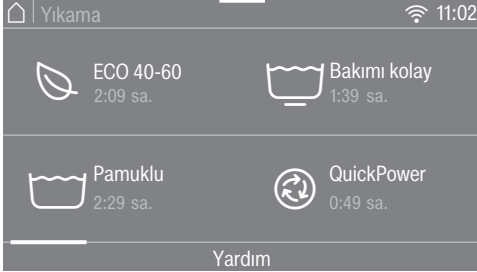 Yıkama 11:02
ECO 40-60
2:09 sa.
Bakımı kolay
1:39 sa.
Pamuklu
2:29 sa.
QuickPower
0:49 sa.
Yardım